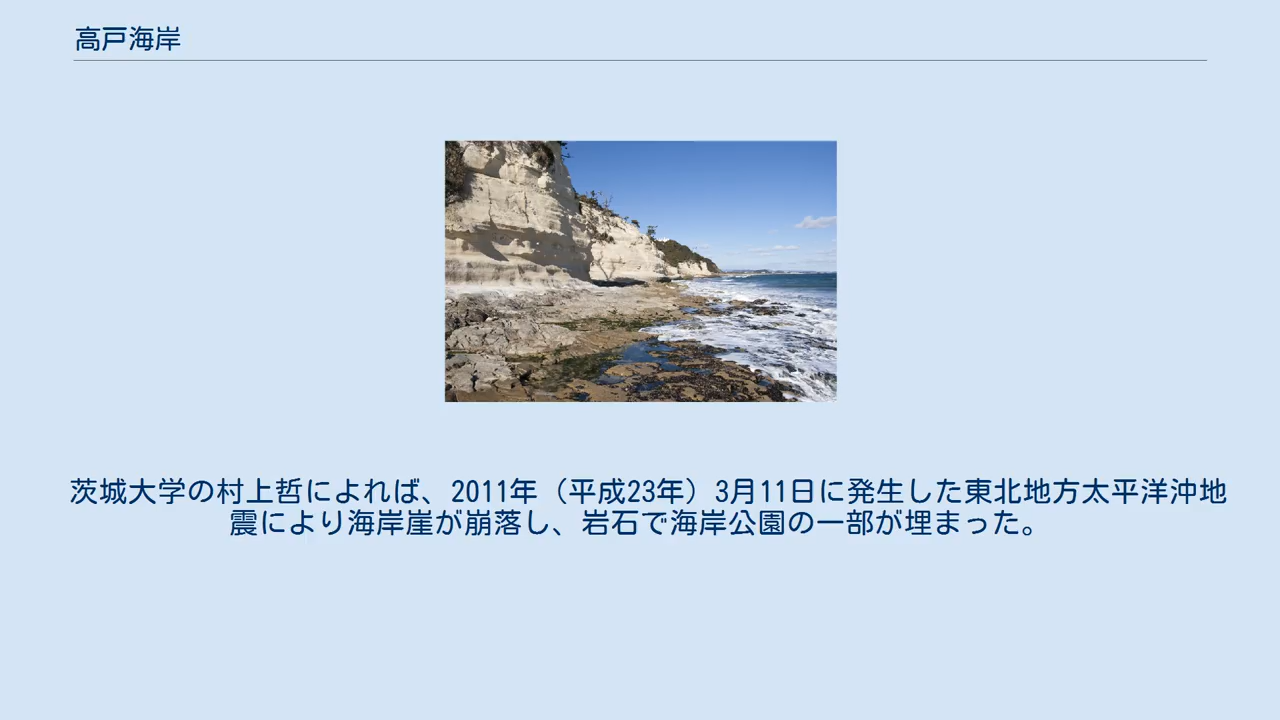 高戸海岸
茨城大学の村上哲によれば、2011年（平成23年）3月11日に発生した東北地方太平洋沖地
震により海岸崖が崩落し、岩石で海岸公園の一部が埋まった。